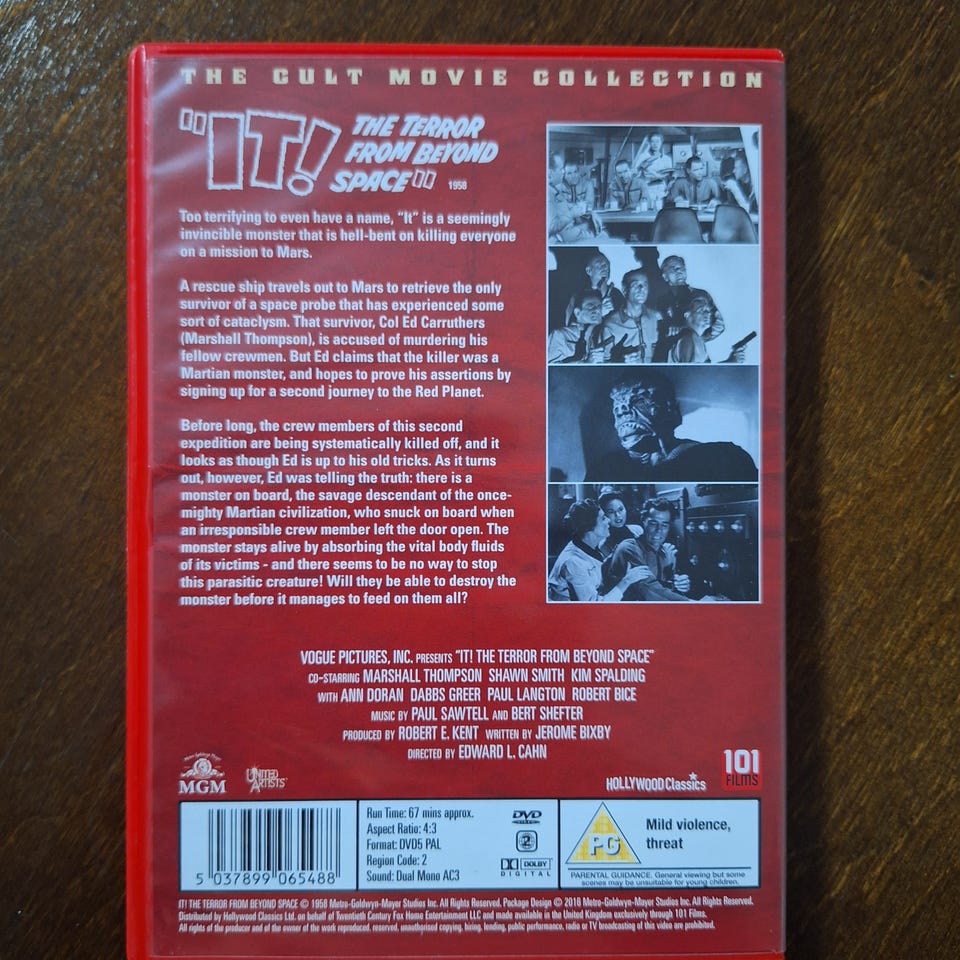 THE CULT MOVIE COLLECTION
"IT! THE TERROR
FROM BEYOND
SPACE" 1958
Too terrifying to even have a name, "It" is a seemingly
invincible monster that is hell-bent on killing everyone
on a mission to Mars.
A rescue ship travels out to Mars to retrieve the only
survivor of a space probe that has experienced some
sort of cataclysm. That survivor, Col Ed Carruthers
(Marshall Thompson), is accused of murdering his
fellow crewmen. But Ed claims that the killer was a
Martian monster, and hopes to prove his assertions by
signing up for a second journey to the Red Planet.
Before long, the crew members of this second
expedition are being systematically killed off, and it
looks as though Ed is up to his old tricks. As it turns
out, however, Ed was telling the truth: there is a
monster on board, the savage descendant of the once-
mighty Martian civilization, who snuck on board when
an irresponsible crew member left the door open. The
monster stays alive by absorbing the vital body fluids
of its victims - and there seems to be no way to stop
this parasitic creature! Will they be able to destroy the
monster before it manages to feed on them all?
VOGUE PICTURES, INC. PRESENTS "IT! THE TERROR FROM BEYOND SPACE"
CO-STARRING MARSHALL THOMPSON SHAWN SMITH KIM SPALDING
WITH ANN DORAN DABBS GREER PAUL LANGTON ROBERT BICE
MUSIC BY PAUL SAWTELL AND BERT SHEFTER
PRODUCED BY ROBERT E. KENT WRITTEN BY JEROME BIXBY
DIRECTED BY EDWARD L. CAHN
MGM
UNITED ARTISTS
HOLLYWOOD Classics
101 FILMS
5 037899 065488
Run Time: 67 mins approx.
Aspect Ratio: 4:3
Format: DVD5 PAL
Region Code: 2
Sound: Dual Mono AC3
DVD
VIDEO
2
DOLBY
DIGITAL
PG
Mild violence,
threat
PARENTAL GUIDANCE. General viewing but some
scenes may be unsuitable for young children.
IT! THE TERROR FROM BEYOND SPACE © 1958 Metro-Goldwyn-Mayer Studios Inc. All Rights Reserved. Package Design © 2016 Metro-Goldwyn-Mayer Studios Inc. All Rights Reserved.
Distributed by Hollywood Classics Ltd. on behalf of Twentieth Century Fox Home Entertainment LLC and made available in the United Kingdom exclusively through 101 Films.
All rights of the producer and of the owner of the work reproduced, reserved, unauthorised copying, hiring, lending, public performance, radio or TV broadcasting of this video are prohibited.